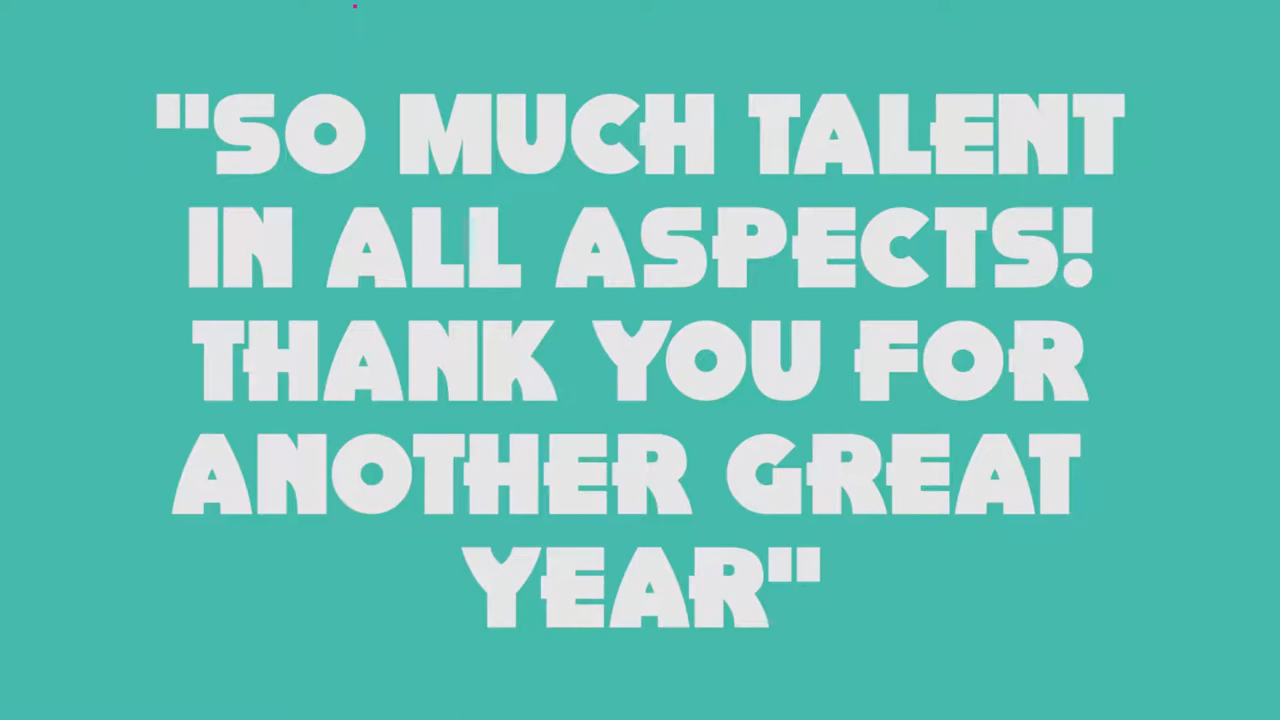 "SO MUCH TALENT
IN ALL ASPECTS!
THANK YOU FOR
ANOTHER GREAT
YEAR"